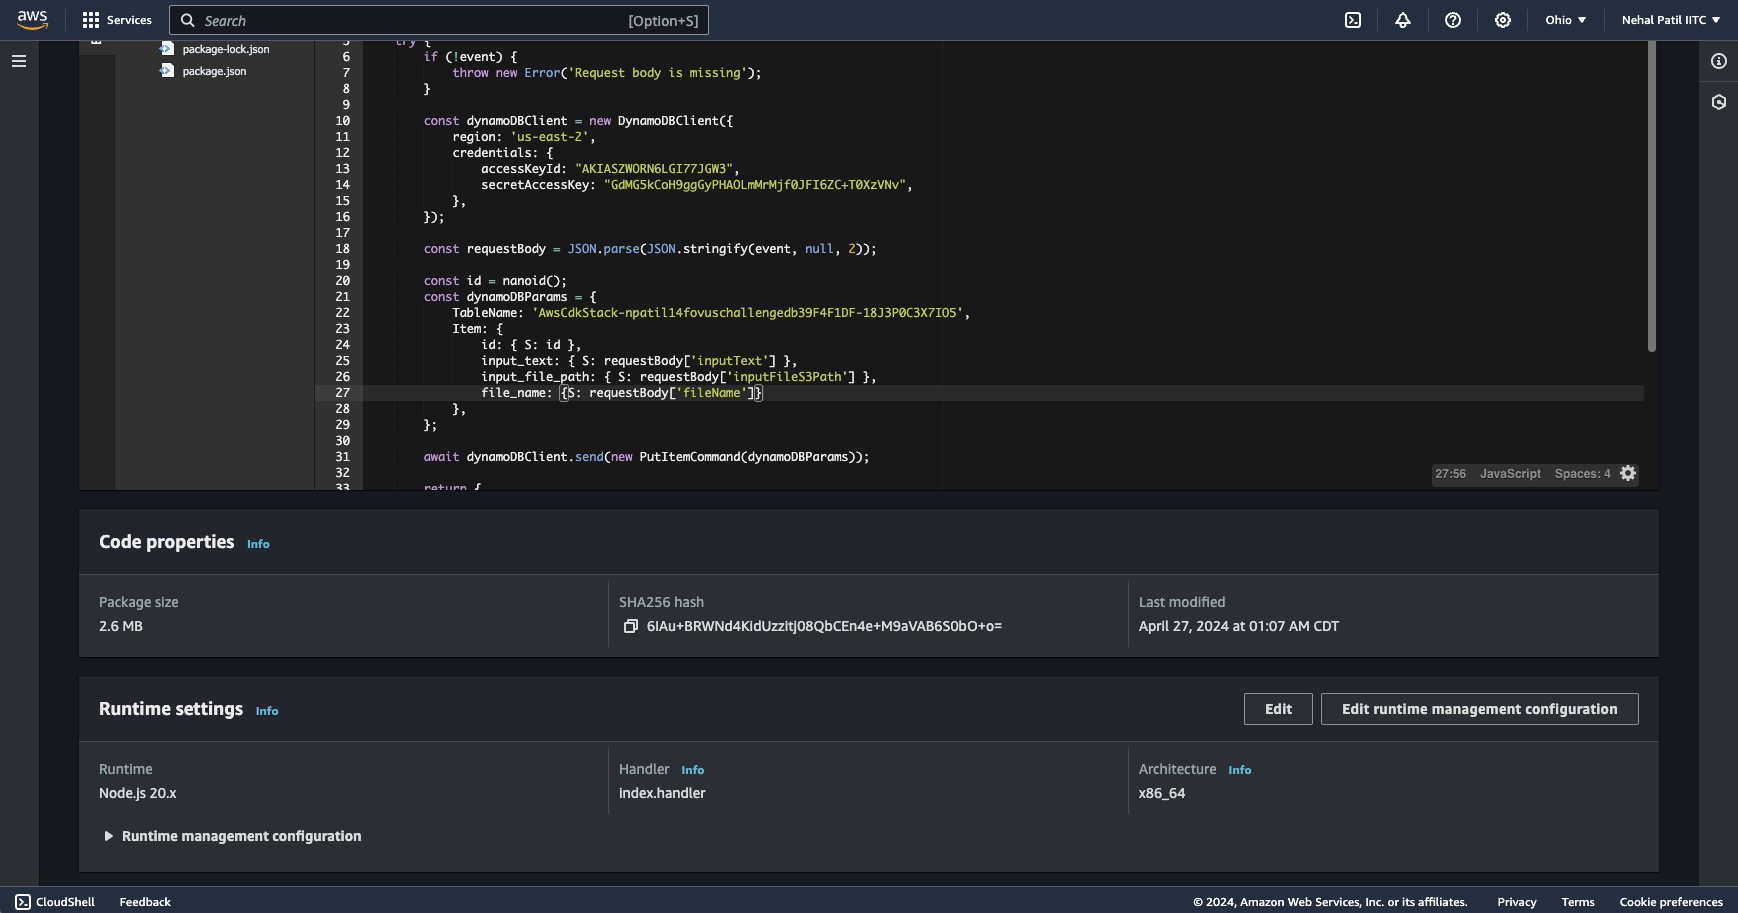 aws
Services
Search
[Option+S]
Ohio
Nehal Patil IITC
package-lock.json
package.json
5 try {
6 if (!event) {
7 throw new Error('Request body is missing');
8 }
9
10 const dynamoDBClient = new DynamoDBClient({
11 region: 'us-east-2',
12 credentials: {
13 accessKeyId: "AKIASZWORN6LGI77JGW3",
14 secretAccessKey: "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",
15 },
16 });
17
18 const requestBody = JSON.parse(JSON.stringify(event, null, 2));
19
20 const id = nanoid();
21 const dynamoDBParams = {
22 TableName: 'AwsCdkStack-npatil14fovuschallengedb39F4F1DF-18J3P0C3X7IO5',
23 Item: {
24 id: { S: id },
25 input_text: { S: requestBody['inputText'] },
26 input_file_path: { S: requestBody['inputFileS3Path'] },
27 file_name: {S: requestBody['fileName']}
28 },
29 };
30
31 await dynamoDBClient.send(new PutItemCommand(dynamoDBParams));
32
33 return {
27:56 JavaScript Spaces: 4
Code properties Info
Package size
2.6 MB
SHA256 hash
6IAu+BRWNd4KidUzzitj08QbCEn4e+M9aVAB6S0bO+o=
Last modified
April 27, 2024 at 01:07 AM CDT
Runtime settings Info
Edit
Edit runtime management configuration
Runtime
Node.js 20.x
Handler Info
index.handler
Architecture Info
x86_64
Runtime management configuration
CloudShell
Feedback
© 2024, Amazon Web Services, Inc. or its affiliates.
Privacy
Terms
Cookie preferences